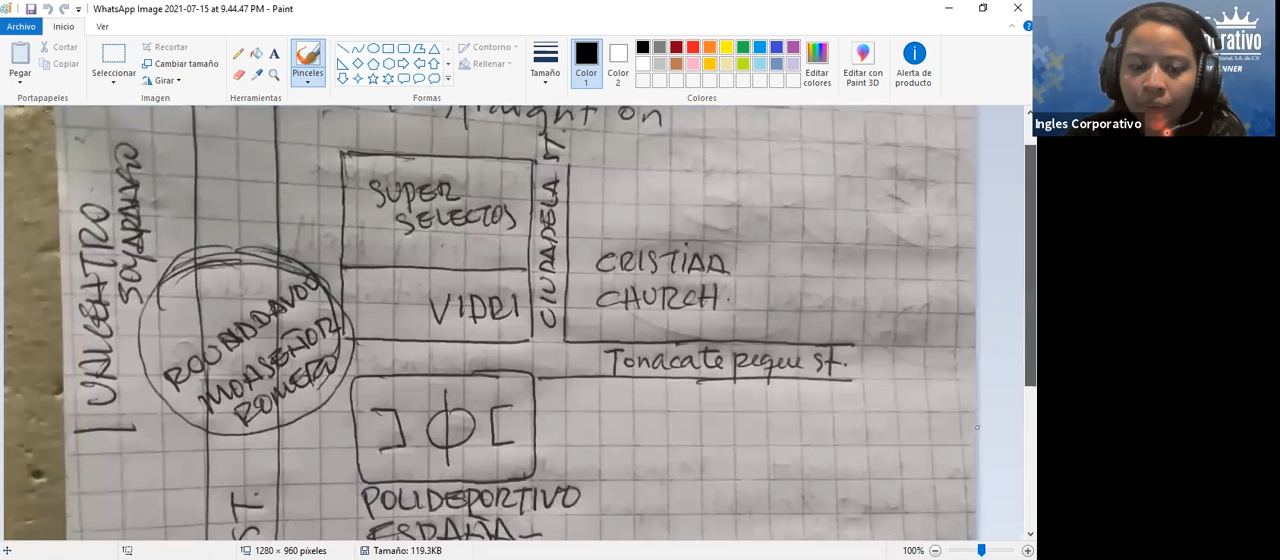 WhatsApp Image 2021-07-15 at 9.44.47 PM - Paint
Archivo
Inicio
Ver
Pegar
Cortar
Copiar
Portapapeles
Seleccionar
Recortar
Cambiar tamaño
Girar
Imagen
Herramientas
Pinceles
Formas
Contorno
Rellenar
Tamaño
Color 1
Color 2
Colores
Editar colores
Editar con Paint 3D
Alerta de producto
Ingles Corporativo
on
SUPER
SELECTOS
VIDRI
CIUDADELA ST.
CRISTIAN
CHURCH.
Tonacatepeque st.
UNICENTRO
SOYAPANGO
MONSEÑOR
ROMERO
ST.
POLIDEPORTIVO
ESPAÑA
1280 × 960 píxeles
Tamaño: 119.3KB
100%